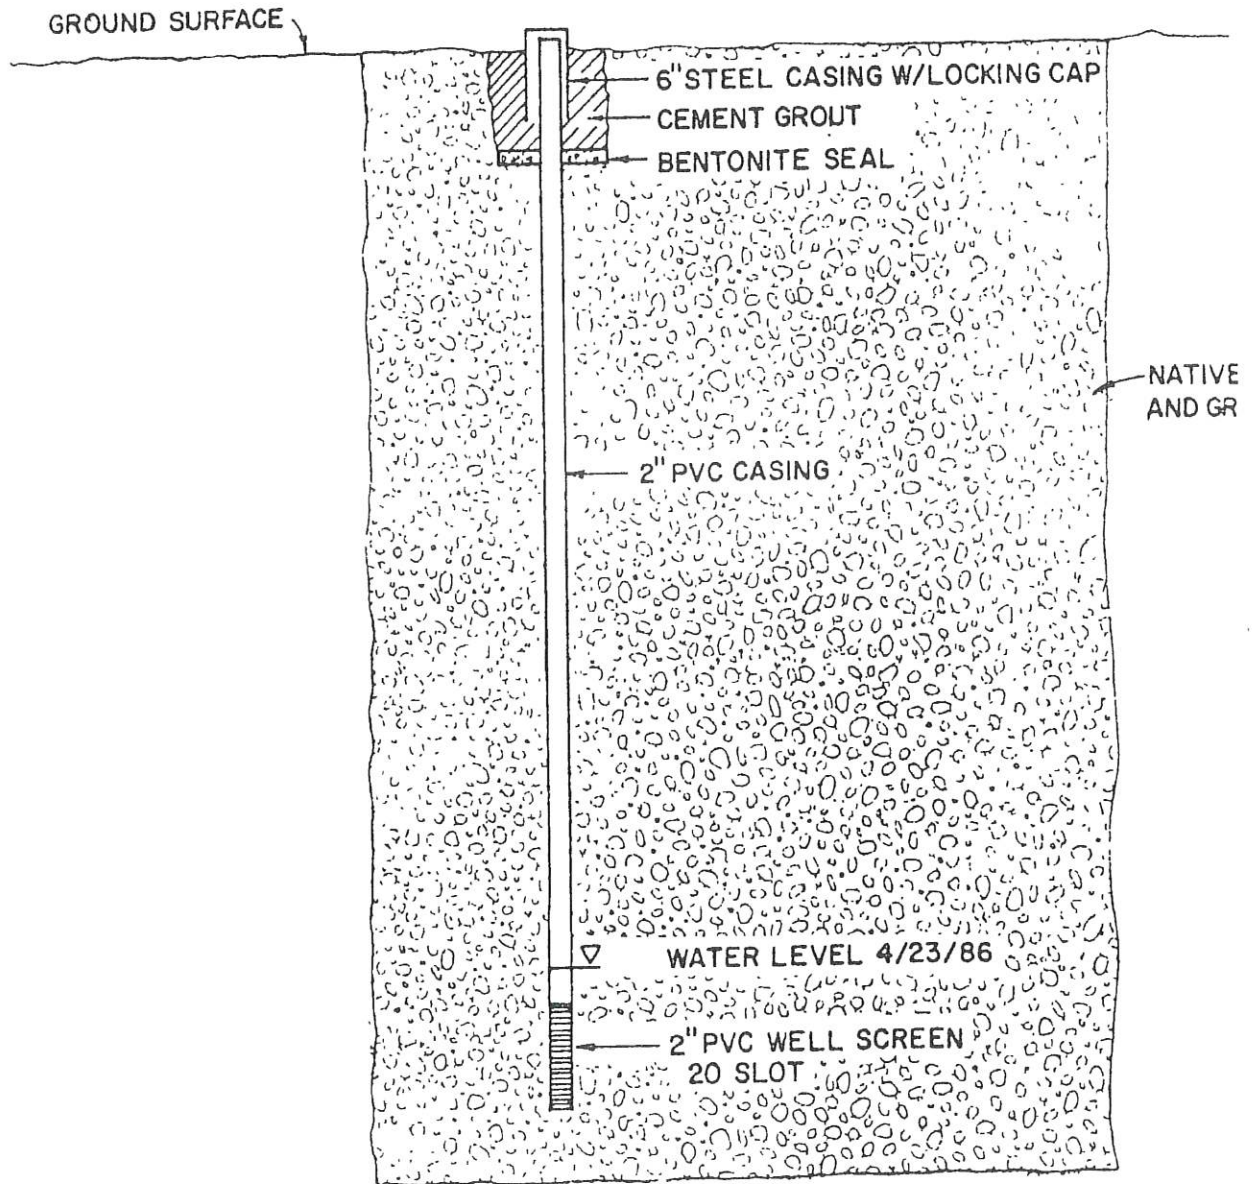 GROUND SURFACE
6" STEEL CASING W/LOCKING CAP
CEMENT GROUT
BENTONITE SEAL
NATIVE
AND GR
2" PVC CASING
WATER LEVEL 4/23/86
2" PVC WELL SCREEN
20 SLOT